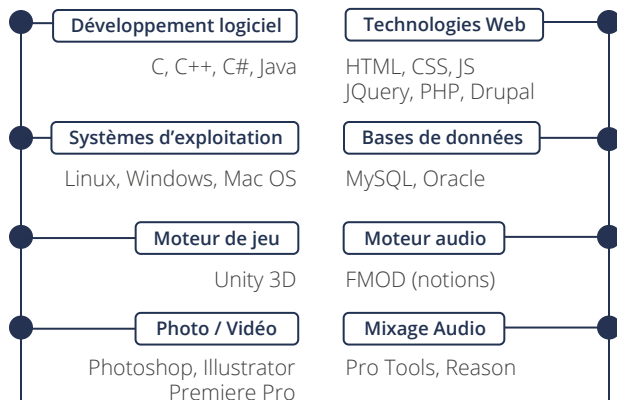 Développement logiciel
C, C++, C#, Java
Technologies Web
HTML, CSS, JS
JQuery, PHP, Drupal
Systèmes d’exploitation
Linux, Windows, Mac OS
Bases de données
MySQL, Oracle
Moteur de jeu
Unity 3D
Moteur audio
FMOD (notions)
Photo / Vidéo
Photoshop, Illustrator
Premiere Pro
Mixage Audio
Pro Tools, Reason